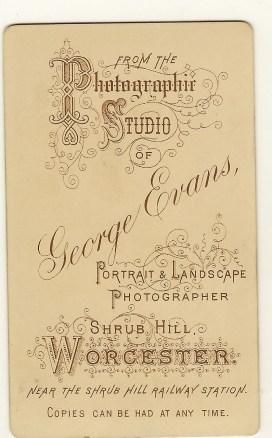 FROM THE
Photographic
STUDIO
OF
George Evans,
PORTRAIT & LANDSCAPE
PHOTOGRAPHER
SHRUB HILL,
WORCESTER.
NEAR THE SHRUB HILL RAILWAY STATION.
COPIES CAN BE HAD AT ANY TIME.